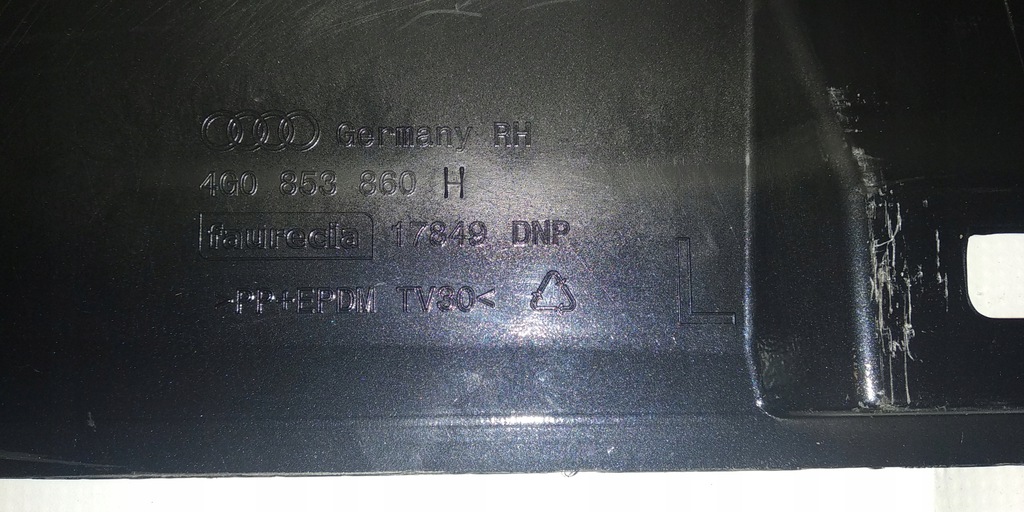 Germany RH
4G0 853 860 H
faurecia 17849 DNP
>PP+EPDM TV30<
L